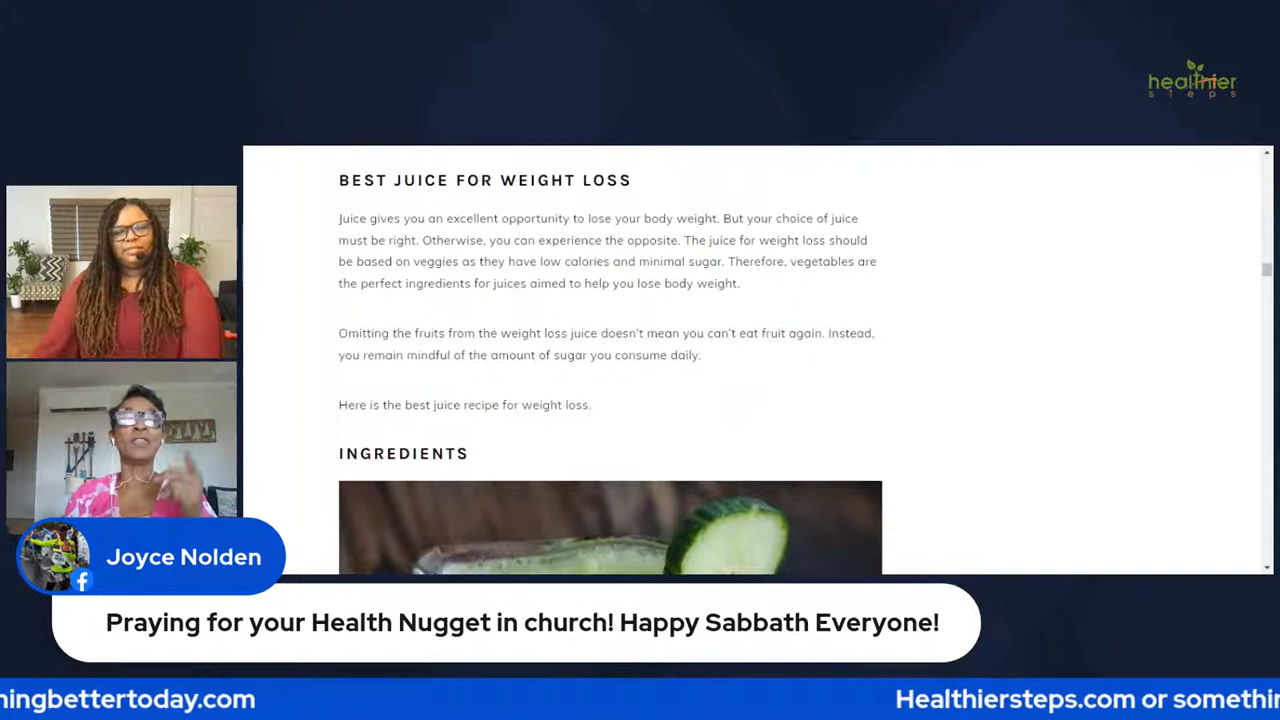 healthier
steps
BEST JUICE FOR WEIGHT LOSS
Juice gives you an excellent opportunity to lose your body weight. But your choice of juice
must be right. Otherwise, you can experience the opposite. The juice for weight loss should
be based on veggies as they have low calories and minimal sugar. Therefore, vegetables are
the perfect ingredients for juices aimed to help you lose body weight.
Omitting the fruits from the weight loss juice doesn't mean you can't eat fruit again. Instead,
you remain mindful of the amount of sugar you consume daily.
Here is the best juice recipe for weight loss.
INGREDIENTS
Joyce Nolden
Praying for your Health Nugget in church! Happy Sabbath Everyone!
hingbettertoday.com
Healthiersteps.com or somethin